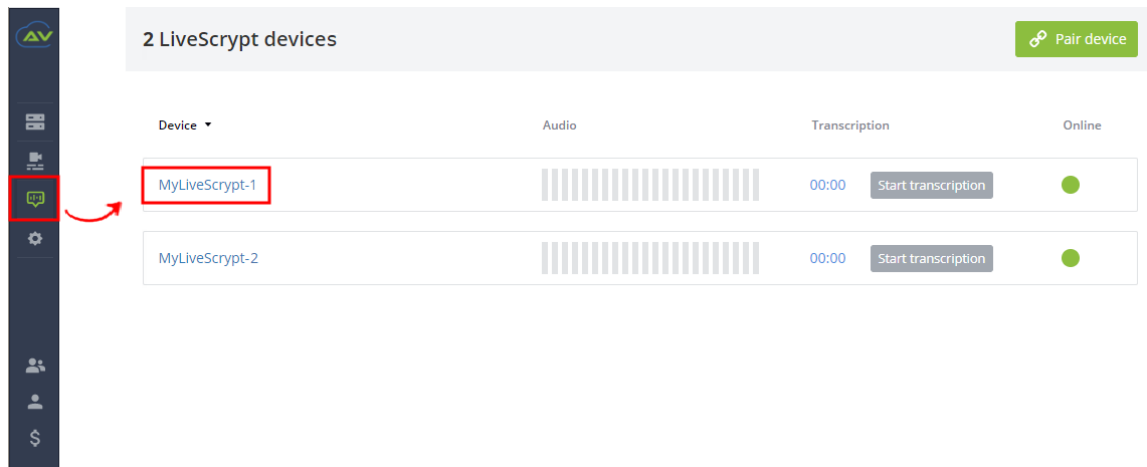 AV
2 LiveScrypt devices
Pair device
Device Audio Transcription Online
MyLiveScrypt-1 00:00 Start transcription
MyLiveScrypt-2 00:00 Start transcription
$